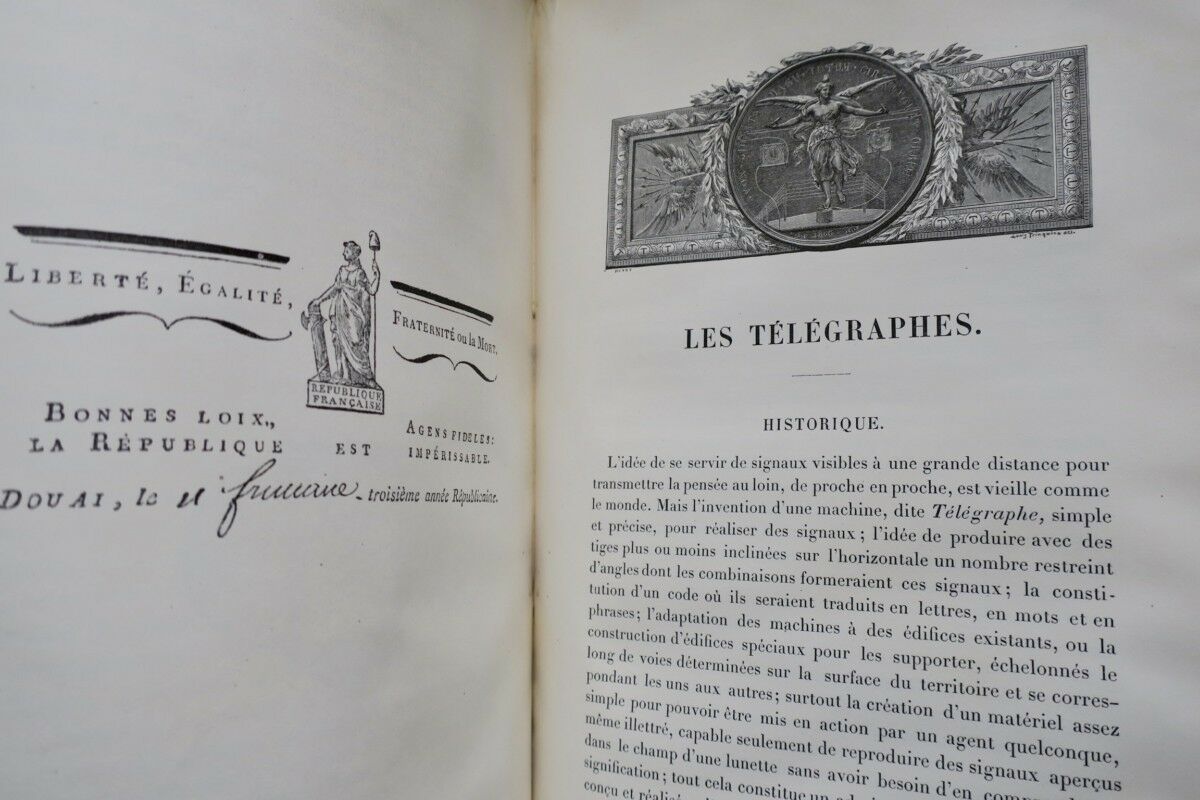 LIBERTÉ, ÉGALITÉ,
FRATERNITÉ OU LA MORT.
RÉPUBLIQUE
FRANÇAISE
BONNES LOIX., AGENS FIDELES:
LA RÉPUBLIQUE EST IMPÉRISSABLE.
DOUAI, le 11 frimaire troisième année Républicaine.
LES TÉLÉGRAPHES.
HISTORIQUE.
L'idée de se servir de signaux visibles à une grande distance pour
transmettre la pensée au loin, de proche en proche, est vieille comme
le monde. Mais l'invention d'une machine, dite Télégraphe, simple
et précise, pour réaliser des signaux ; l'idée de produire avec des
tiges plus ou moins inclinées sur l'horizontale un nombre restreint
d'angles dont les combinaisons formeraient ces signaux ; la consti-
tution d'un code où ils seraient traduits en lettres, en mots et en
phrases ; l'adaptation des machines à des édifices existants, ou la
construction d'édifices spéciaux pour les supporter, échelonnés le
long de voies déterminées sur la surface du territoire et se corres-
pondant les uns aux autres ; surtout la création d'un matériel assez
simple pour pouvoir être mis en action par un agent quelconque,
même illettré, capable seulement de reproduire des signaux aperçus
dans le champ d'une lunette sans avoir besoin d'en
signification ; tout cela constitue un
conçu et